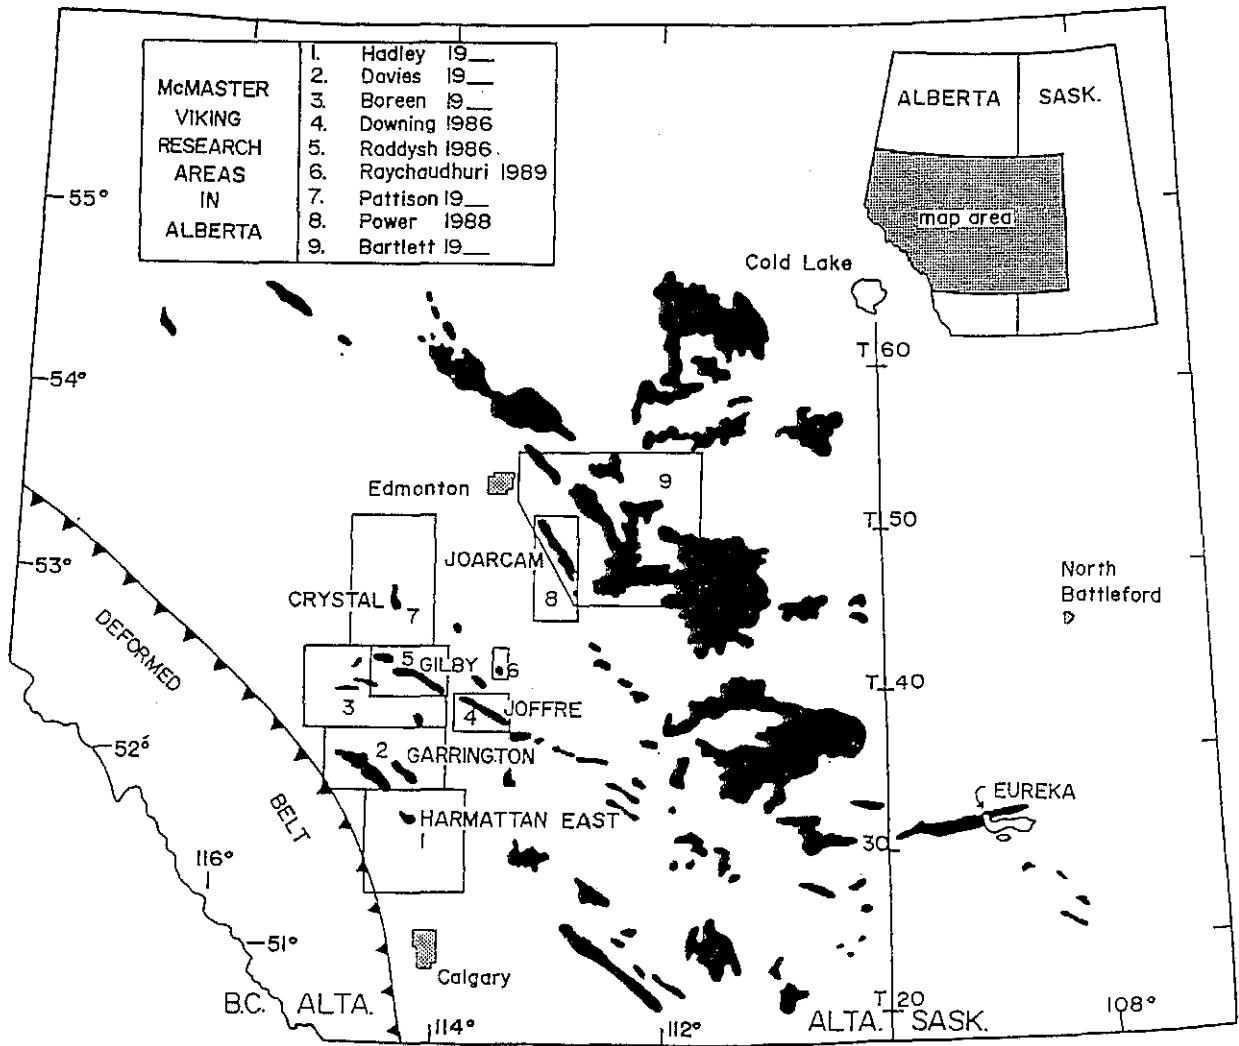 McMASTER
VIKING
RESEARCH
AREAS
IN
ALBERTA
1. Hadley 19__
2. Davies 19__
3. Boreen 19__
4. Downing 1986
5. Raddysh 1986
6. Raychaudhuri 1989
7. Pattison 19__
8. Power 1988
9. Bartlett 19__
ALBERTA SASK.
map area
55°
Cold Lake
T 60
54°
9
Edmonton
T 50
53°
JOARCAM
North
Battleford
CRYSTAL
7
8
DEFORMED
5 GILBY
6
T 40
3
4 JOFFRE
52°
2 GARRINGTON
EUREKA
BELT
HARMATTAN EAST
1
30
116°
51°
Calgary
B.C. ALTA.
T 20
108°
114°
112°
ALTA. SASK.